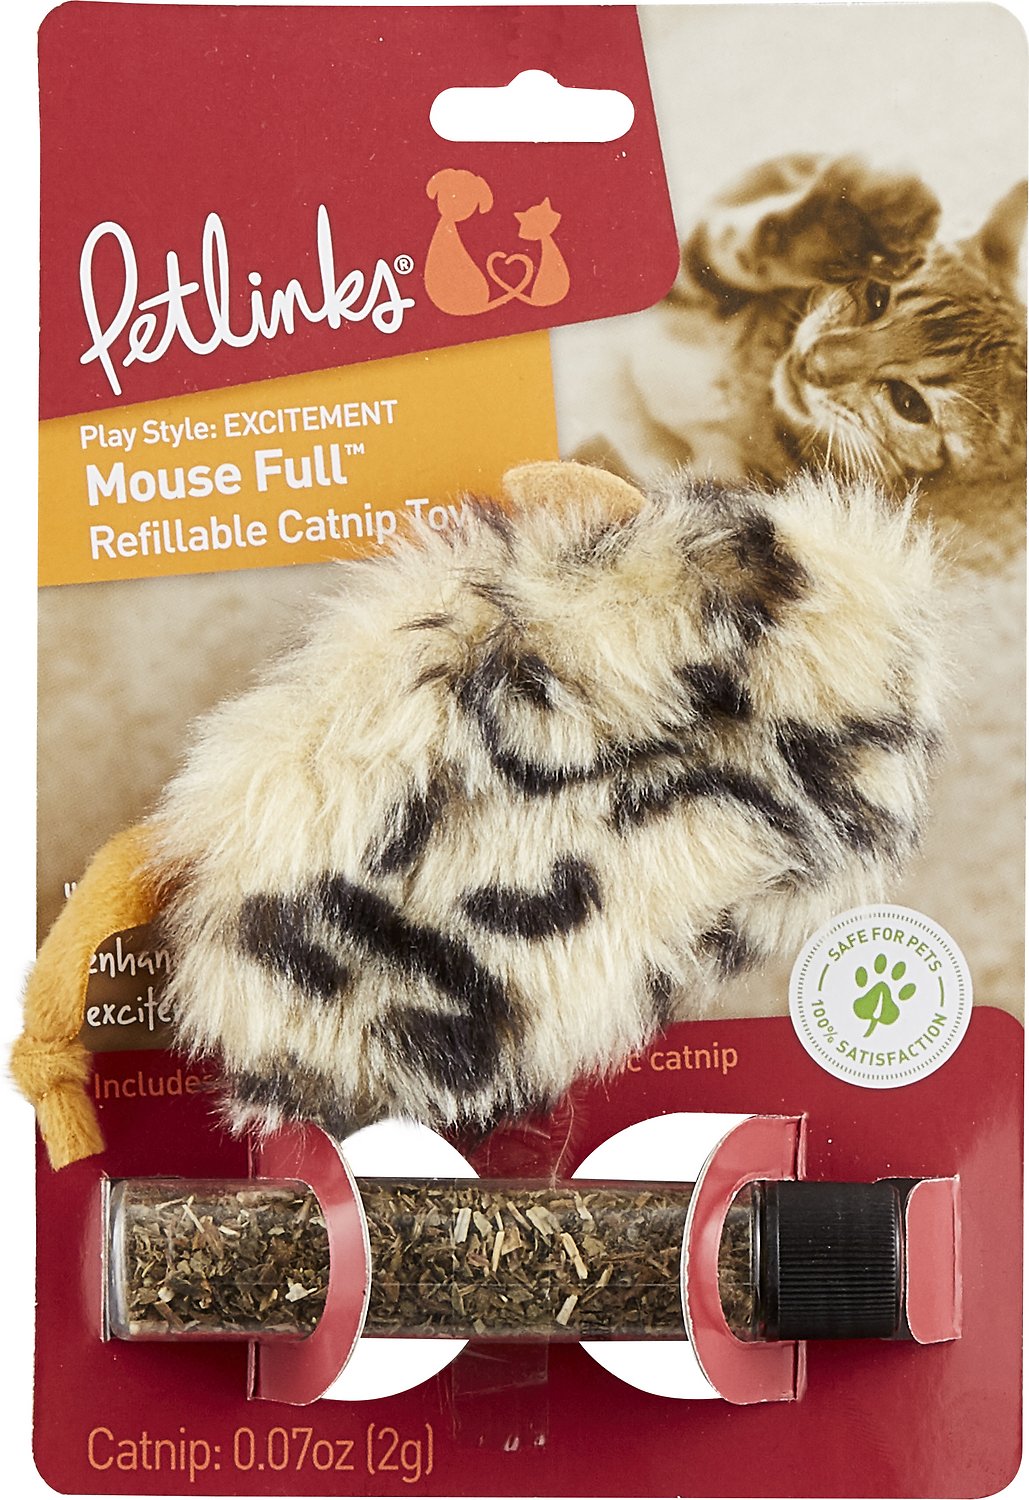 Petlinks®
Play Style: EXCITEMENT
Mouse Full™
Refillable Catnip Toy
SAFE FOR PETS
100% SATISFACTION
catnip
Catnip: 0.07oz (2g)